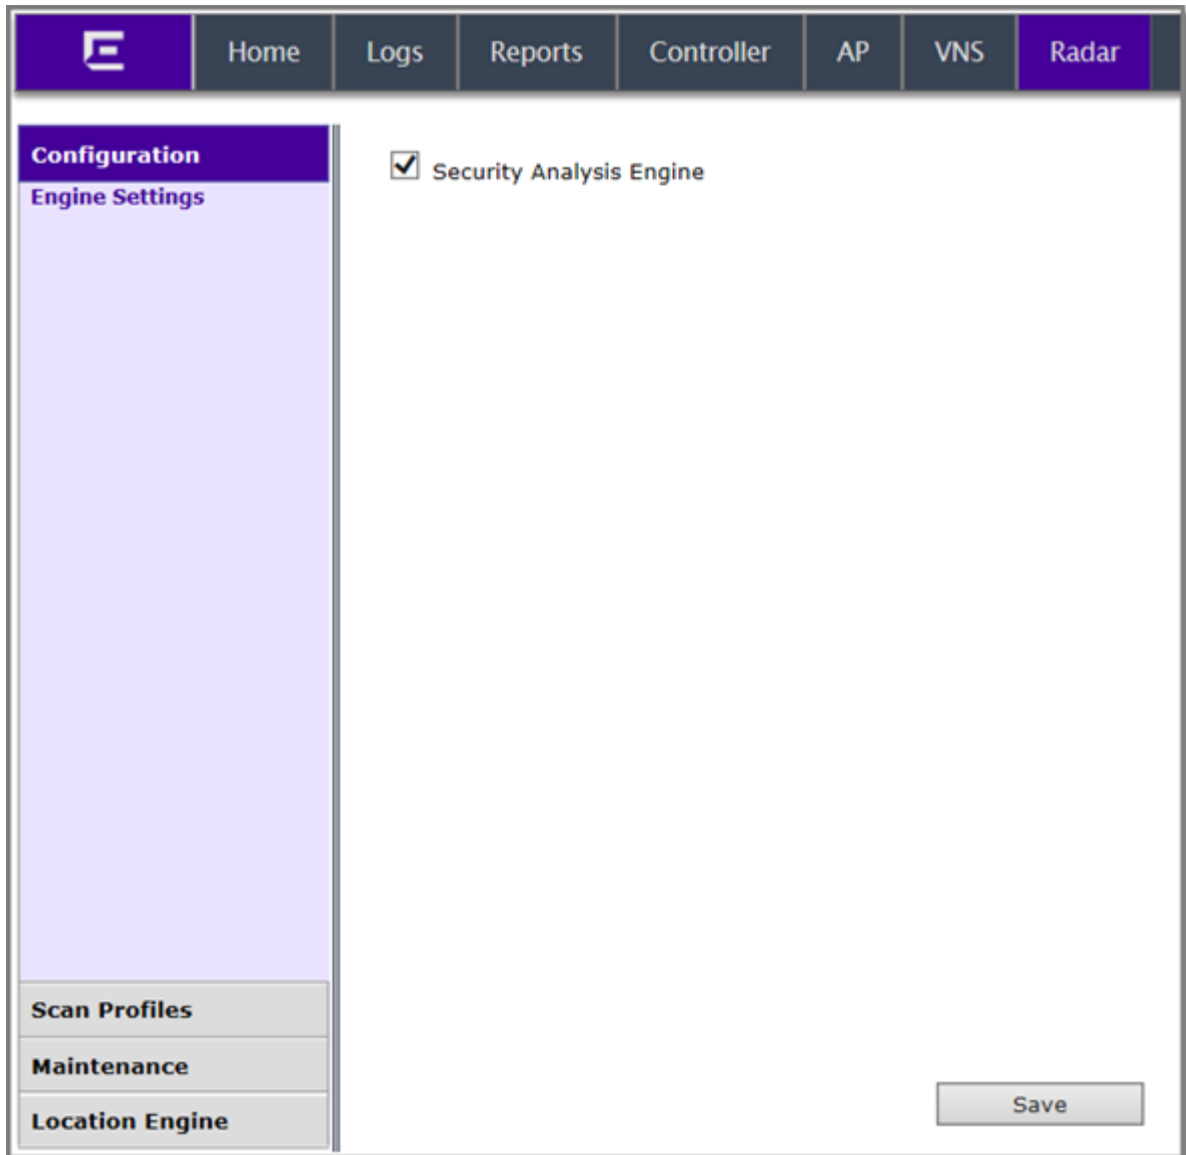 Home Logs Reports Controller AP VNS Radar
Configuration
Security Analysis Engine
Engine Settings
Scan Profiles
Maintenance
Save
Location Engine